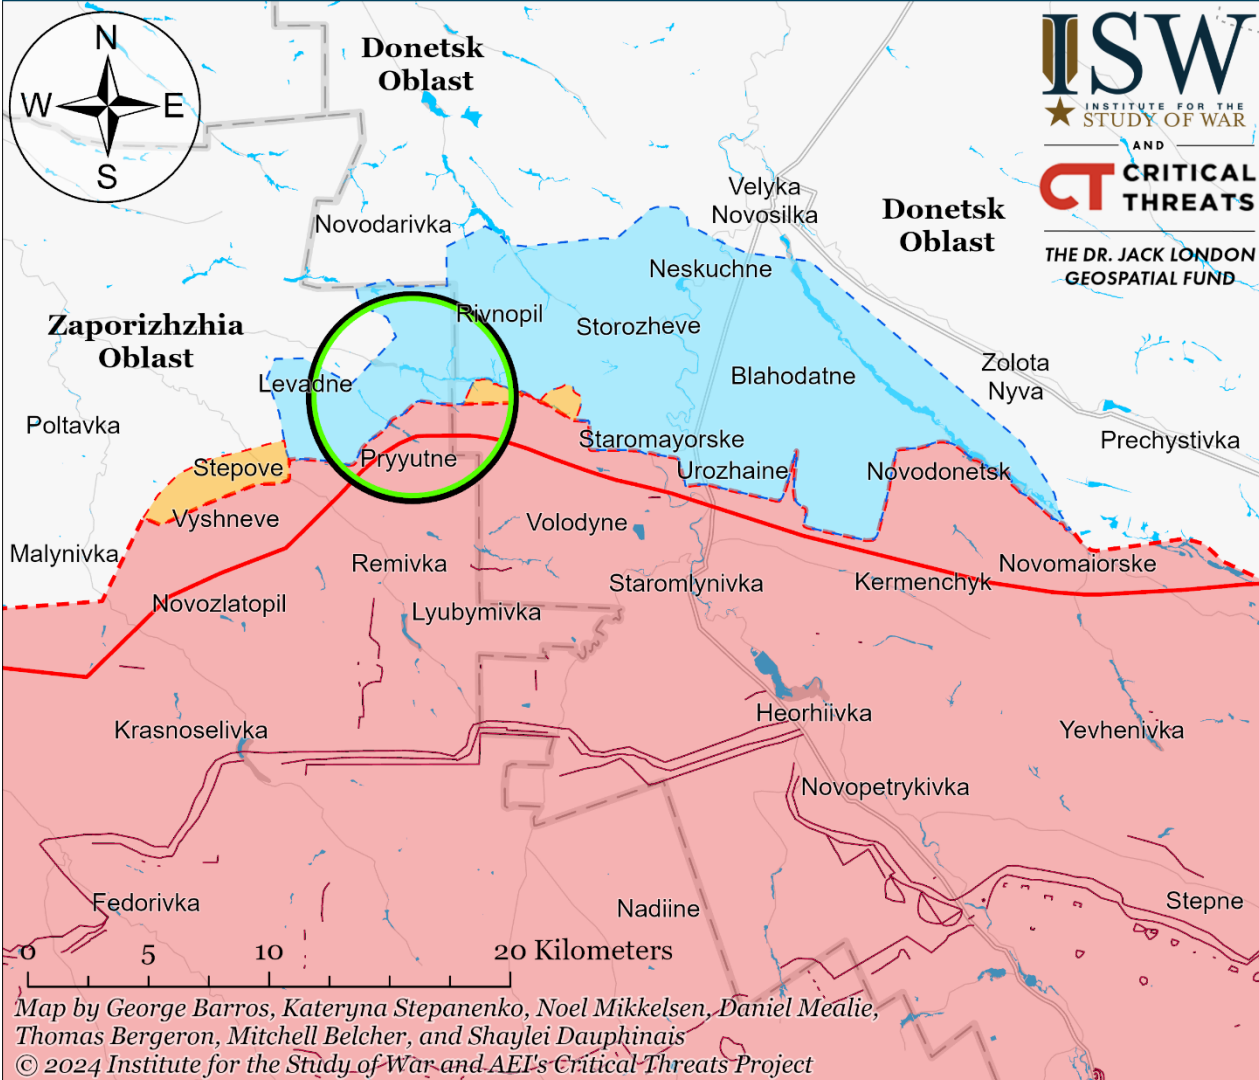 N
W E
S
Donetsk
Oblast
ISW
INSTITUTE FOR THE
STUDY OF WAR
AND
CT CRITICAL
THREATS
THE DR. JACK LONDON
GEOSPATIAL FUND
Velyka
Novosilka
Donetsk
Oblast
Novodarivka
Neskuchne
Zaporizhzhia
Oblast
Rivnopil
Storozheve
Levadne
Blahodatne
Zolota
Nyva
Poltavka
Staromayorske
Prechystivka
Stepove
Pryyutne
Urozhaine
Novodonetsk
Vyshneve
Volodyne
Malynivka
Remivka
Novomaiorske
Staromlynivka
Kermenchyk
Novozlatopil
Lyubymivka
Krasnoselivka
Heorhiivka
Yevhenivka
Novopetrykivka
Fedorivka
Nadiine
Stepne
0 5 10 20 Kilometers
Map by George Barros, Kateryna Stepanenko, Noel Mikkelsen, Daniel Mealie,
Thomas Bergeron, Mitchell Belcher, and Shaylei Dauphinais
© 2024 Institute for the Study of War and AEI's Critical Threats Project